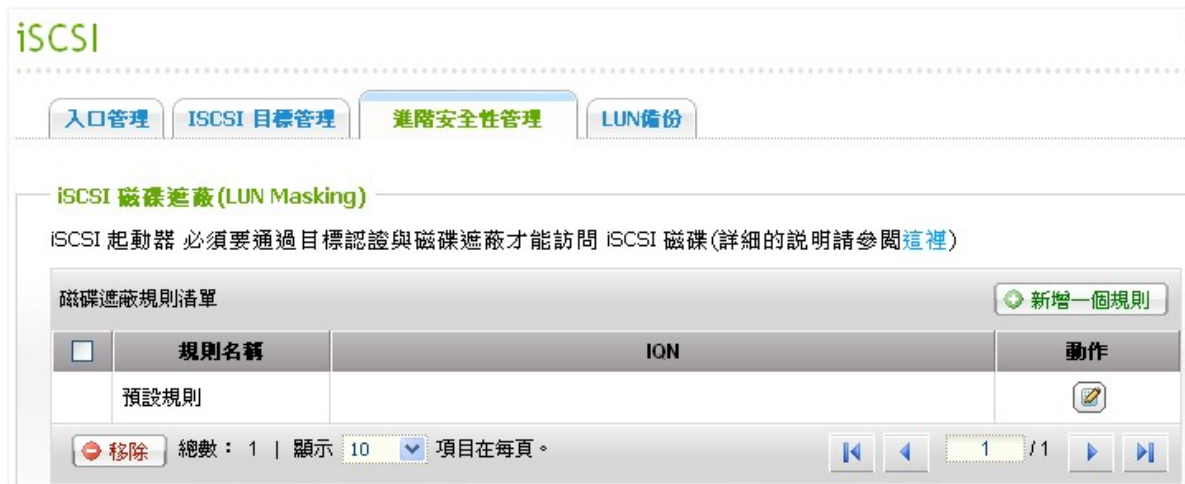 iSCSI
入口管理 ISCSI 目標管理 進階安全性管理 LUN備份
iSCSI 磁碟遮蔽(LUN Masking)
iSCSI 起動器 必須要通過目標認證與磁碟遮蔽才能訪問 iSCSI 磁碟(詳細的說明請參閱這裡)
磁碟遮蔽規則清單 新增一個規則
規則名稱 IQN 動作
預設規則
移除 總數： 1 | 顯示 10 項目在每頁。 1 /1